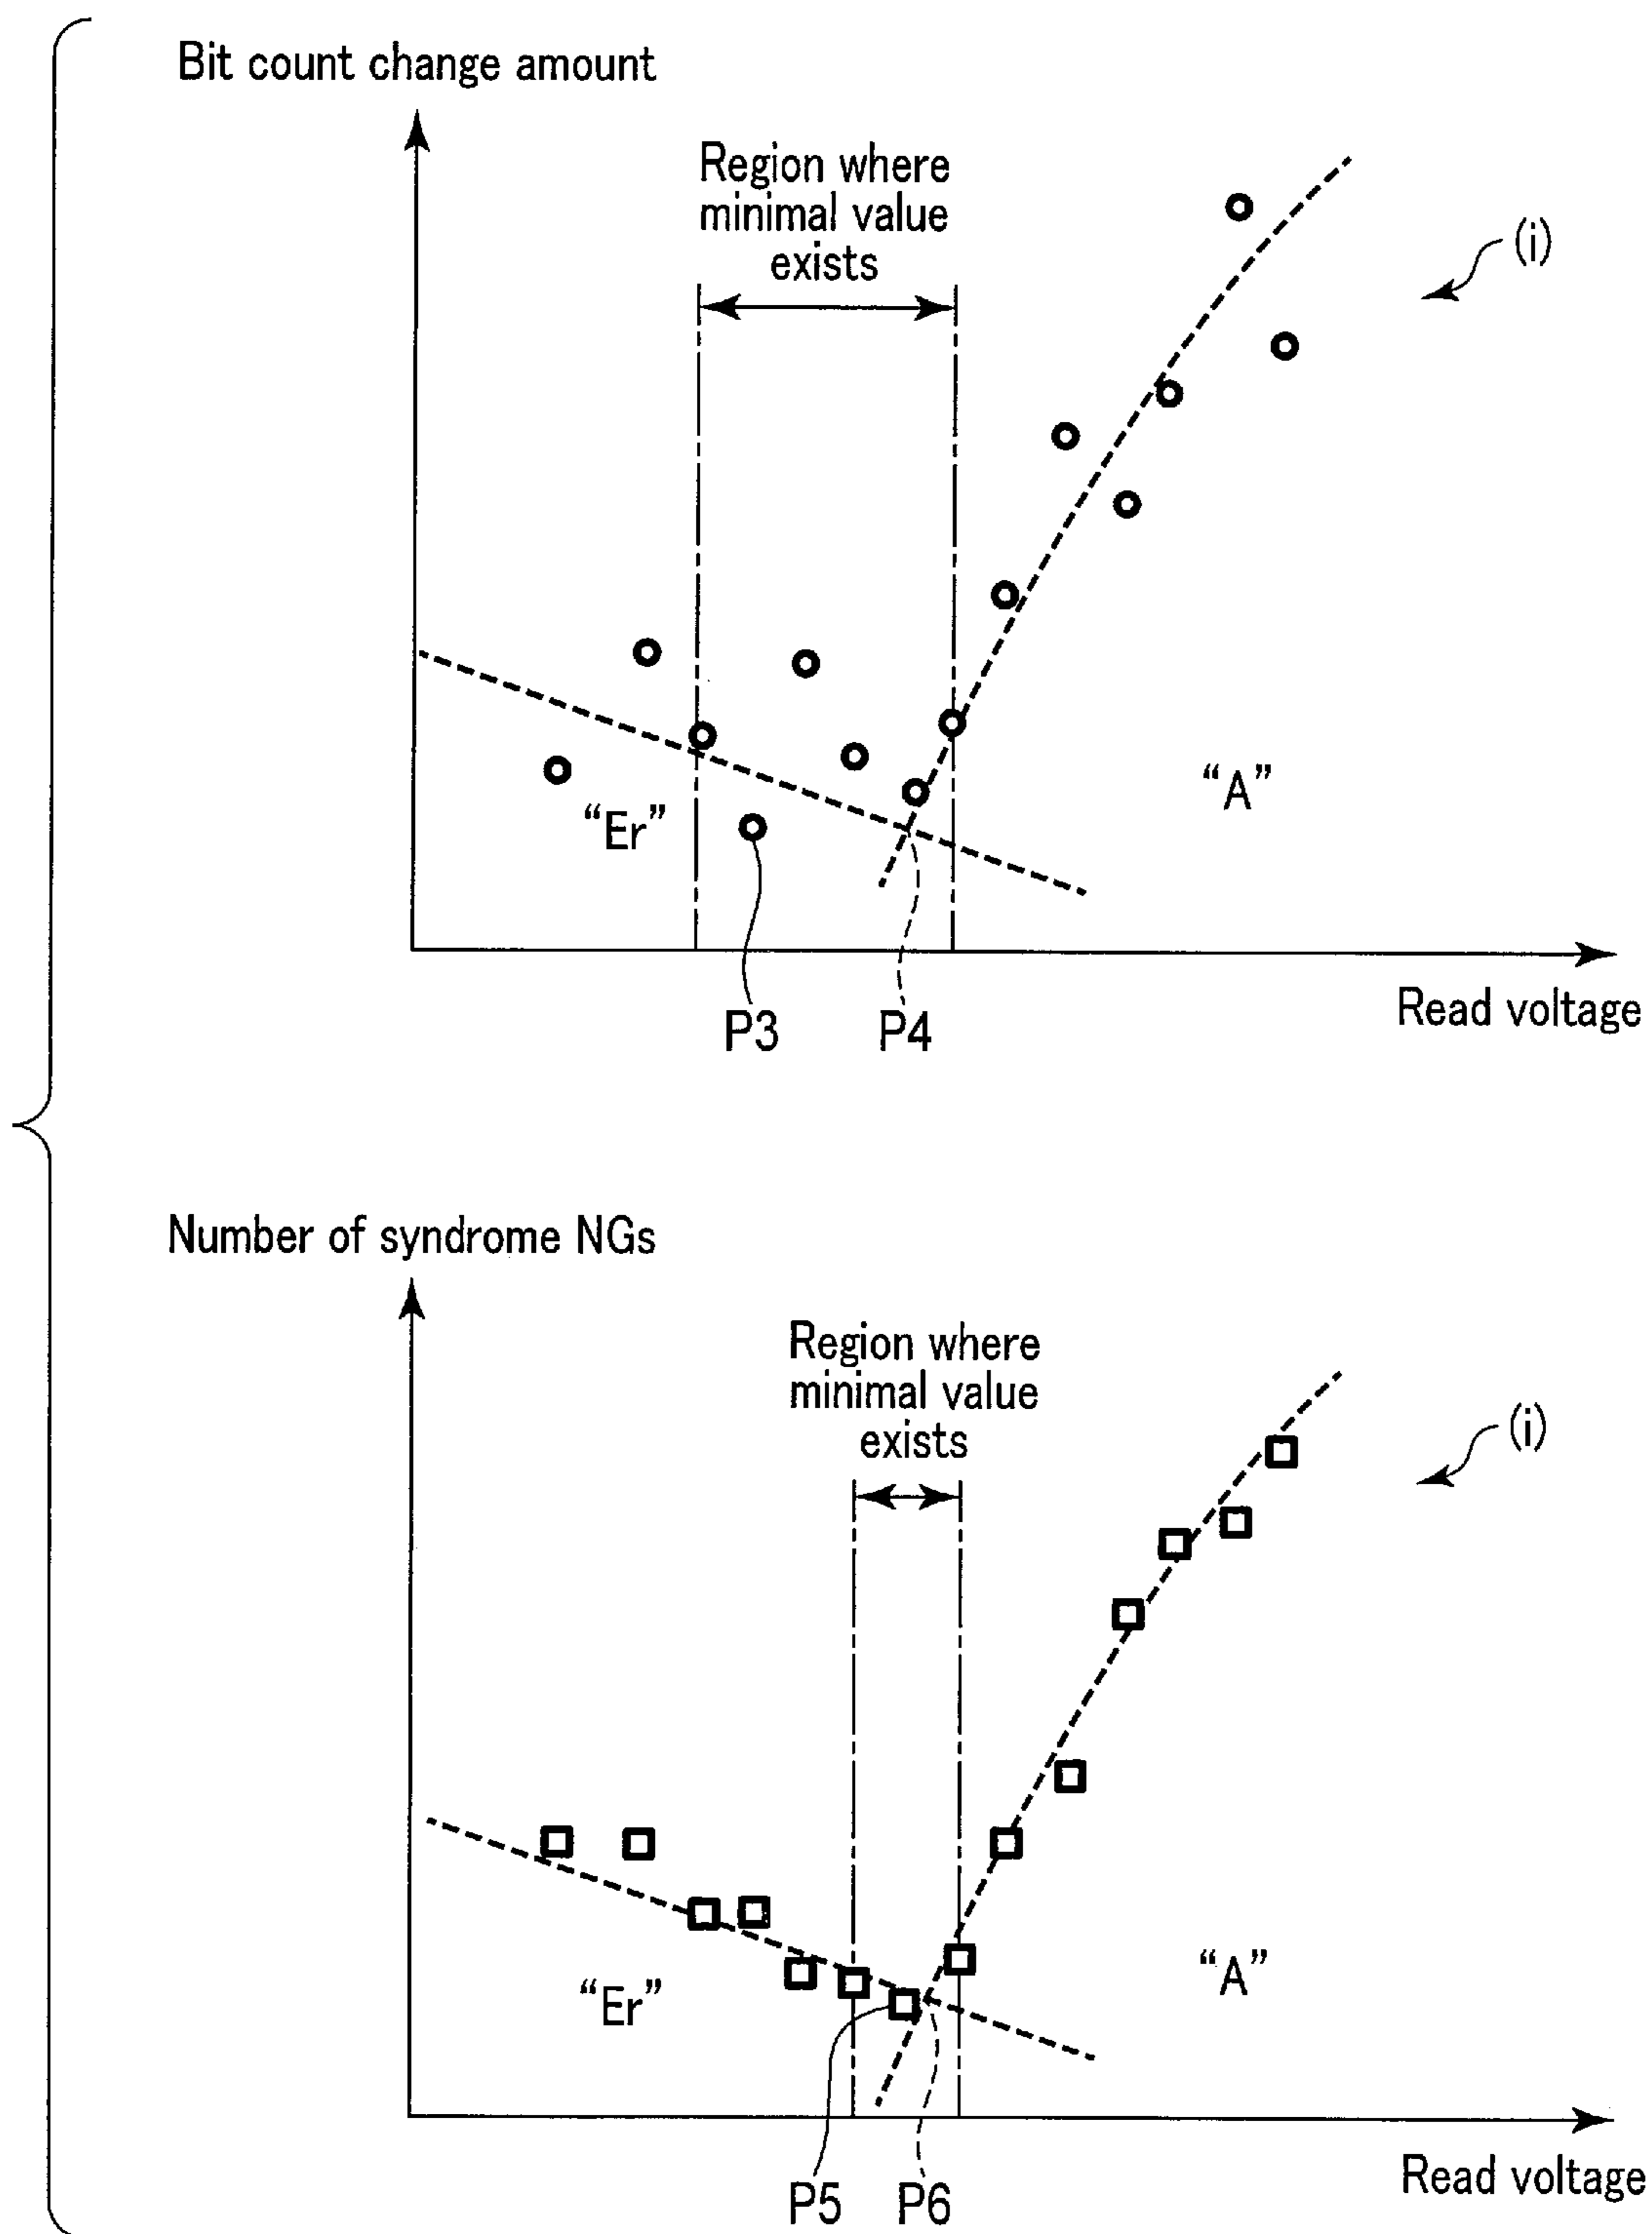 Bit count change amount
Region where
minimal value
exists
(i)
“Er”
“A”
P3
P4
Read voltage
Number of syndrome NGs
Region where
minimal value
exists
(i)
“Er”
“A”
P5
P6
Read voltage